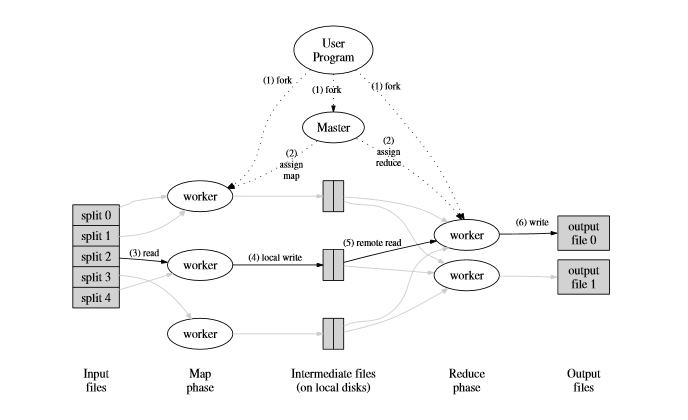 User
Program
(1) fork
(1) fork
(1) fork
Master
(2)
assign
map
(2)
assign
reduce
worker
split 0
split 1
split 2
split 3
split 4
(3) read
worker
(4) local write
(5) remote read
worker
(6) write
output
file 0
worker
output
file 1
worker
Input
files
Map
phase
Intermediate files
(on local disks)
Reduce
phase
Output
files